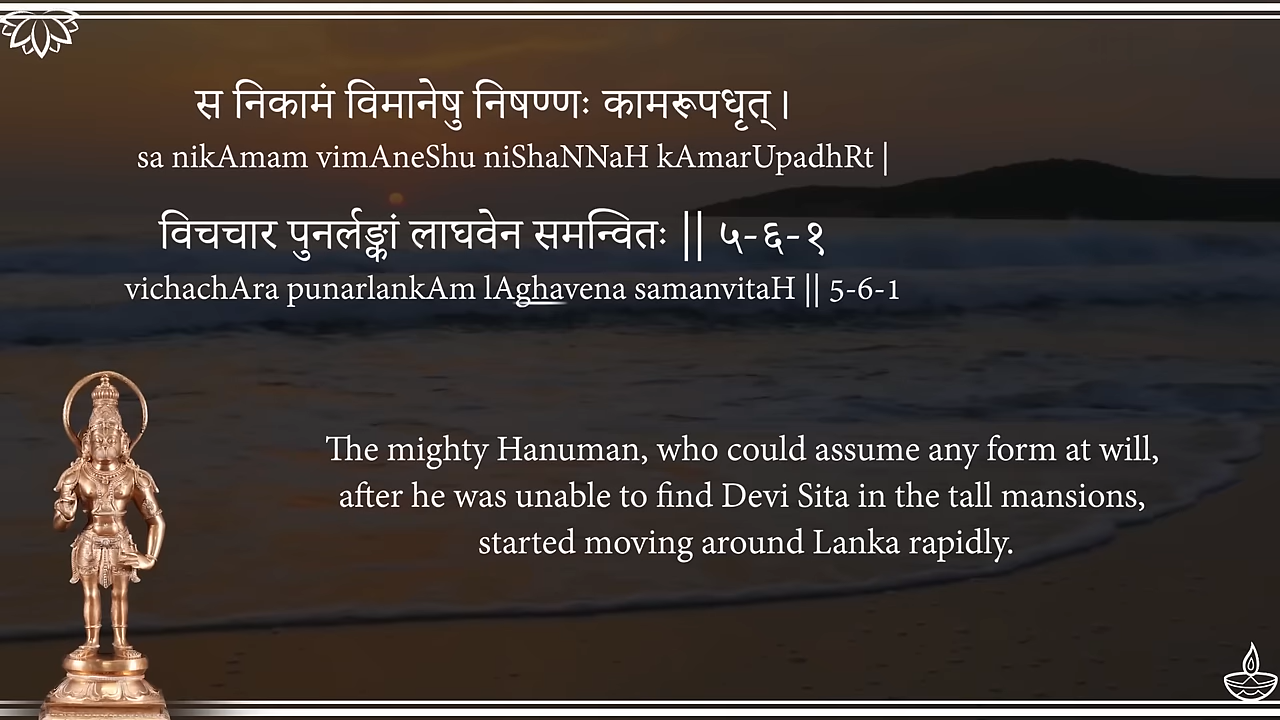 स निकामं विमानेषु निषण्णः कामरूपधृत् ।
sa nikAmam vimAneShu niShaNNaH kAmarUpadhRt |
विचचार पुनर्लङ्कां लाघवेन समन्वितः || ५-६-१
vichachAra punarlankAm lAghavena samanvitaH || 5-6-1
The mighty Hanuman, who could assume any form at will,
after he was unable to find Devi Sita in the tall mansions,
started moving around Lanka rapidly.